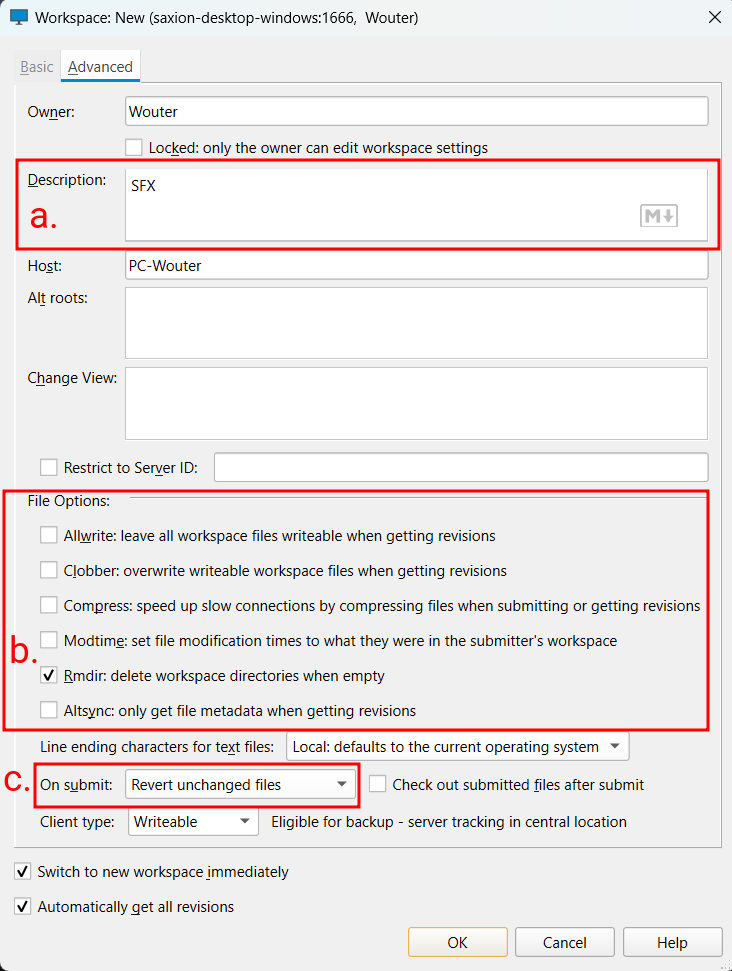 Workspace: New (saxion-desktop-windows:1666,  Wouter)
Basic Advanced
Owner: Wouter
Locked: only the owner can edit workspace settings
Description: SFX
a.
M
Host: PC-Wouter
Alt roots:
Change View:
Restrict to Server ID:
File Options:
Allwrite: leave all workspace files writeable when getting revisions
Clobber: overwrite writeable workspace files when getting revisions
Compress: speed up slow connections by compressing files when submitting or getting revisions
Modtime: set file modification times to what they were in the submitter's workspace
b.
Rmdir: delete workspace directories when empty
Altsync: only get file metadata when getting revisions
Line ending characters for text files: Local: defaults to the current operating system
c. On submit: Revert unchanged files Check out submitted files after submit
Client type: Writeable Eligible for backup - server tracking in central location
Switch to new workspace immediately
Automatically get all revisions
OK Cancel Help